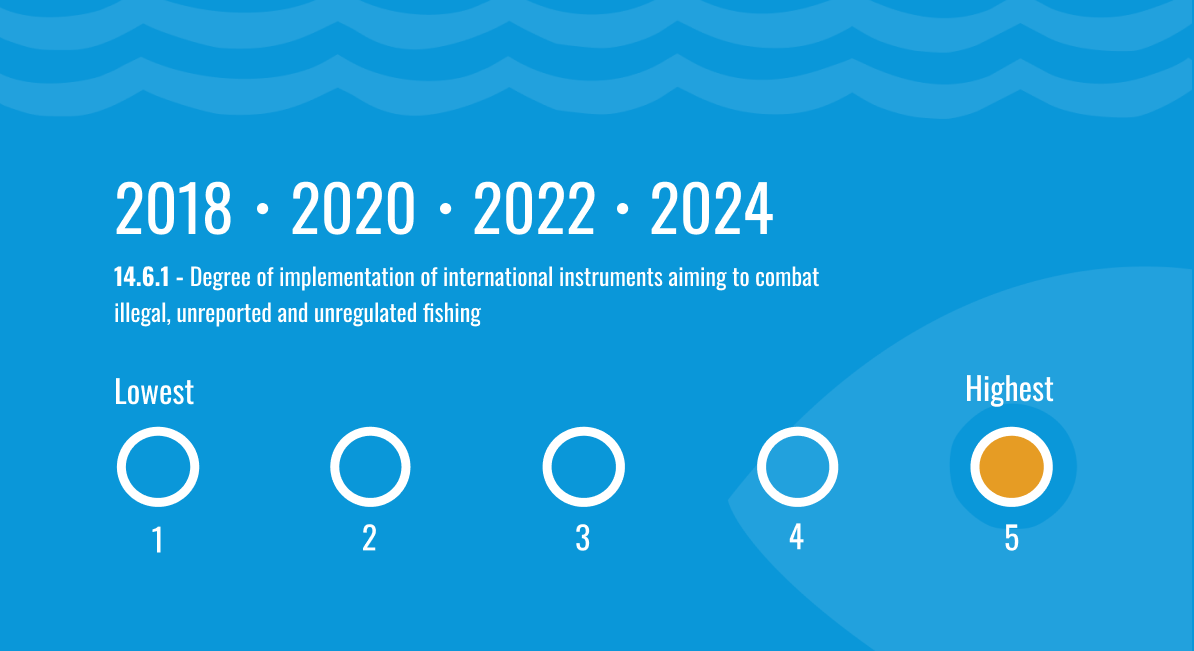 2018 • 2020 • 2022 • 2024
14.6.1 - Degree of implementation of international instruments aiming to combat
illegal, unreported and unregulated fishing
Lowest
Highest
1
2
3
4
5